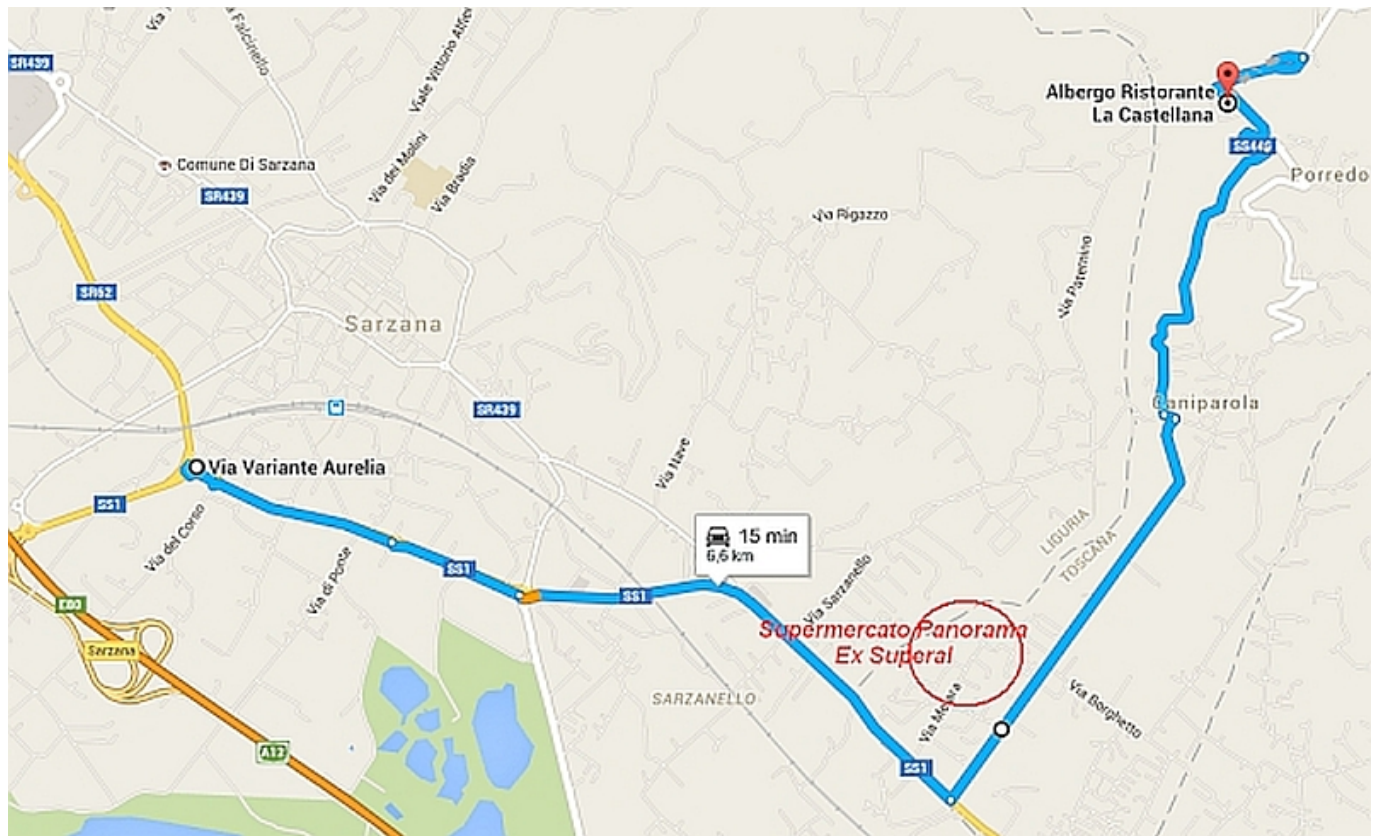 SR439
Via Falcinello
Viale Vittorio Alfieri
Albergo Ristorante
La Castellana
Comune Di Sarzana
Via dei Molini
Via Bradia
SS446
Porredo
SR439
Via Rigazzo
Via Paternino
SR62
Sarzana
SR439
Caniparola
Via Nave
Via Variante Aurelia
SS1
Via del Corso
15 min
6,6 km
LIGURIA
TOSCANA
Via di Ponte
SS1
SS1
Via Sarzanello
E80
Supermercato Panorama
Ex Superal
Sarzana
SARZANELLO
Via Borghetto
A12
SS1